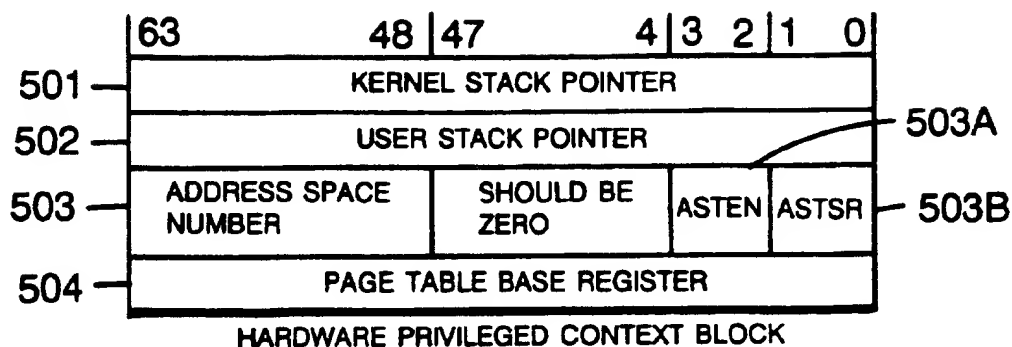 63 48 47 4 3 2 1 0
501 KERNEL STACK POINTER
502 USER STACK POINTER 503A
503 ADDRESS SPACE NUMBER SHOULD BE ZERO ASTEN ASTSR 503B
504 PAGE TABLE BASE REGISTER
HARDWARE PRIVILEGED CONTEXT BLOCK